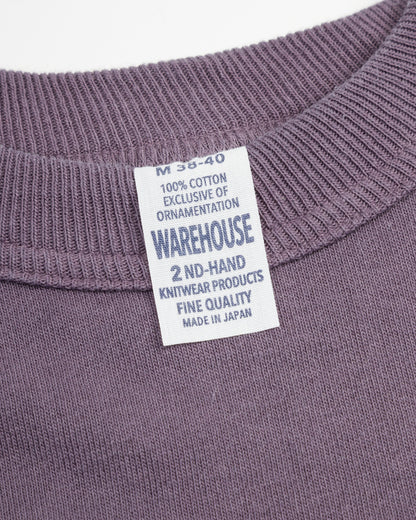 M 38-40
100% COTTON
EXCLUSIVE OF
ORNAMENTATION
WAREHOUSE
2 ND-HAND
KNITWEAR PRODUCTS
FINE QUALITY
MADE IN JAPAN